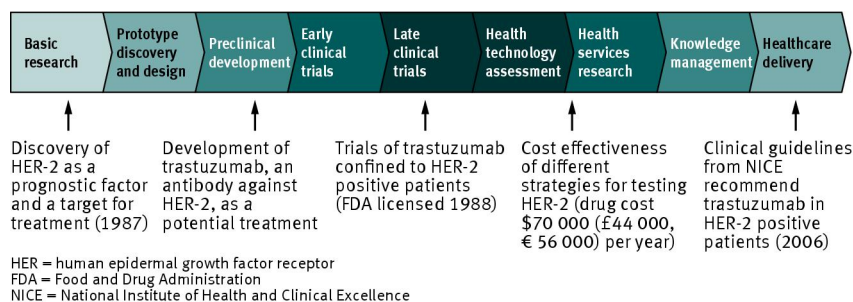 Basic
research
Prototype
discovery
and design
Preclinical
development
Early
clinical
trials
Late
clinical
trials
Health
technology
assessment
Health
services
research
Knowledge
management
Healthcare
delivery
Discovery of
HER-2 as a
prognostic factor
and a target for
treatment (1987)
Development of
trastuzumab, an
antibody against
HER-2, as a
potential treatment
Trials of trastuzumab
confined to HER-2
positive patients
(FDA licensed 1988)
Cost effectiveness
of different
strategies for testing
HER-2 (drug cost
$70 000 (£44 000,
€ 56 000) per year)
Clinical guidelines
from NICE
recommend
trastuzumab in
HER-2 positive
patients (2006)
HER = human epidermal growth factor receptor
FDA = Food and Drug Administration
NICE = National Institute of Health and Clinical Excellence